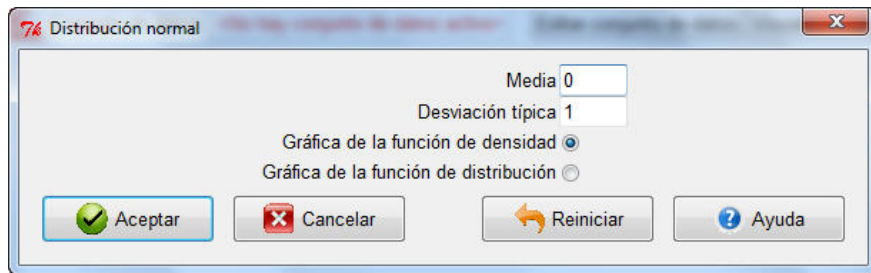 Distribución normal
Media 0
Desviación típica 1
Gráfica de la función de densidad
Gráfica de la función de distribución
Aceptar Cancelar Reiniciar Ayuda